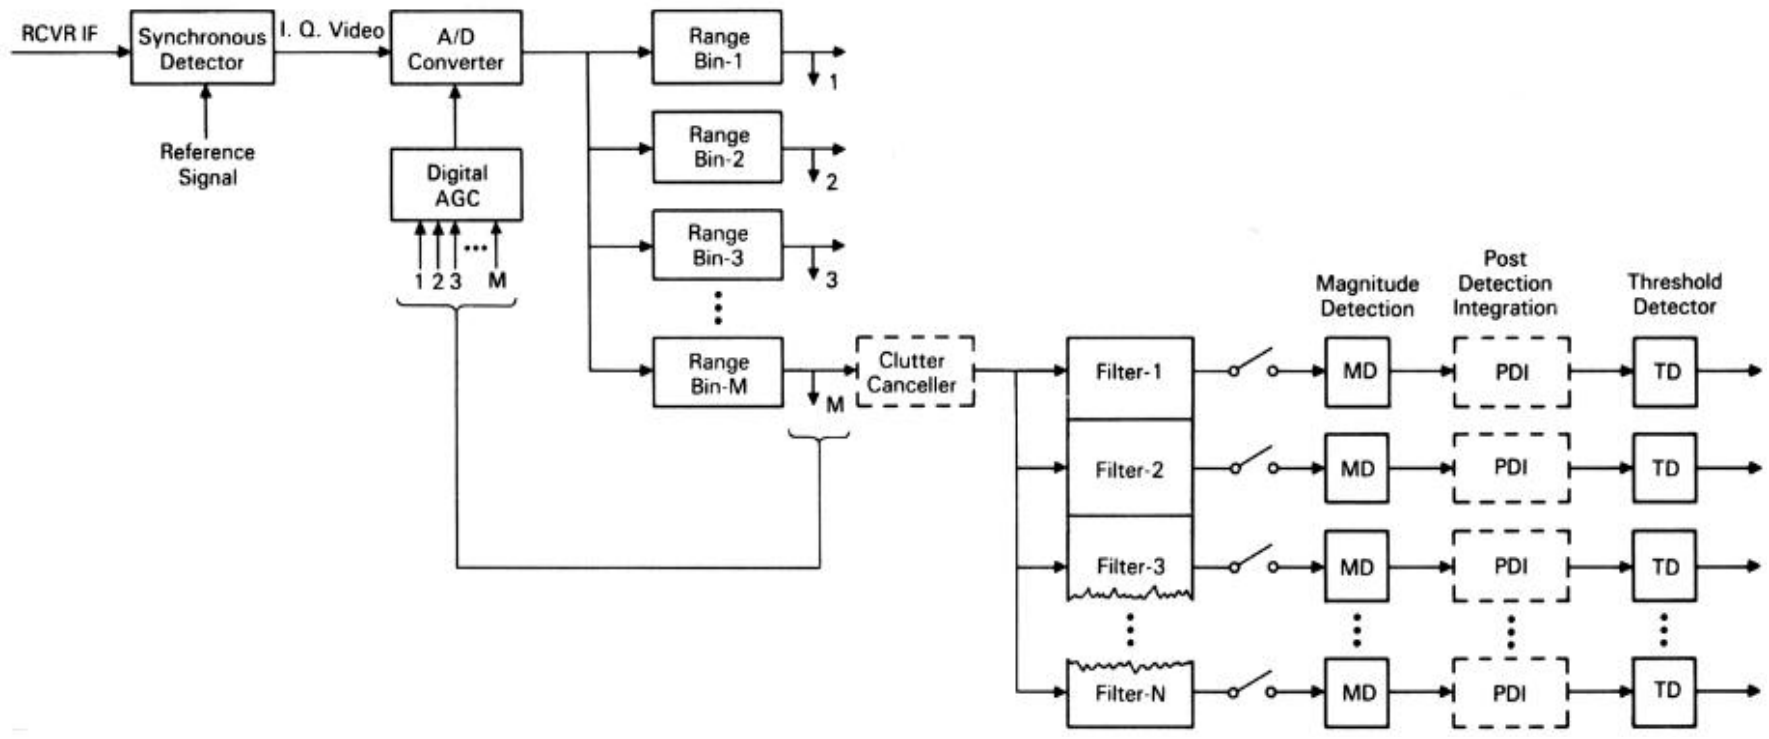 RCVR IF
Synchronous
Detector
I. Q. Video
A/D
Converter
Range
Bin-1
1
Reference
Signal
Digital
AGC
1 2 3 ... M
Range
Bin-2
2
Range
Bin-3
3
Range
Bin-M
M
Clutter
Canceller
Magnitude
Detection
Post
Detection
Integration
Threshold
Detector
Filter-1
MD
PDI
TD
Filter-2
MD
PDI
TD
Filter-3
MD
PDI
TD
Filter-N
MD
PDI
TD